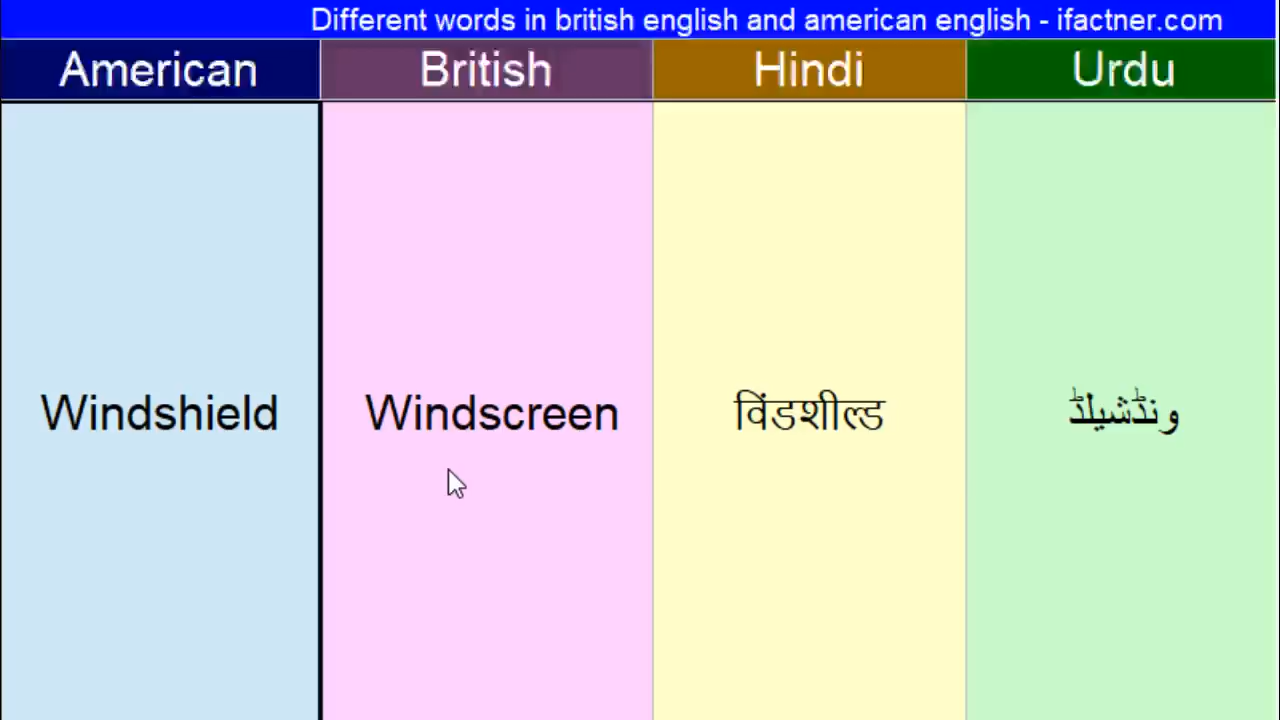 Different words in british english and american english - ifactner.com
American British Hindi Urdu
Windshield Windscreen विंडशील्ड ونڈشیلڈ